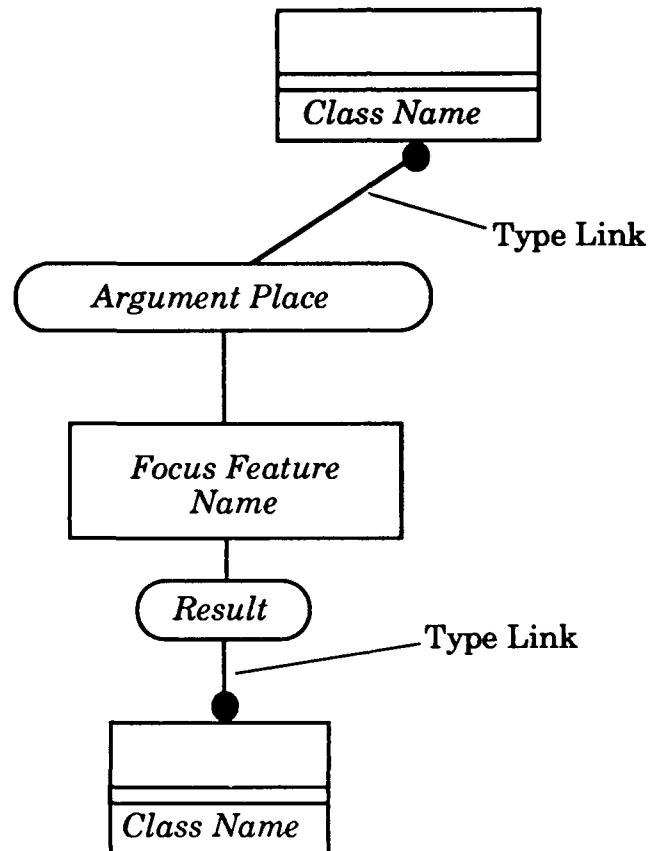 Class Name
Type Link
Argument Place
Focus Feature
Name
Result
Type Link
Class Name